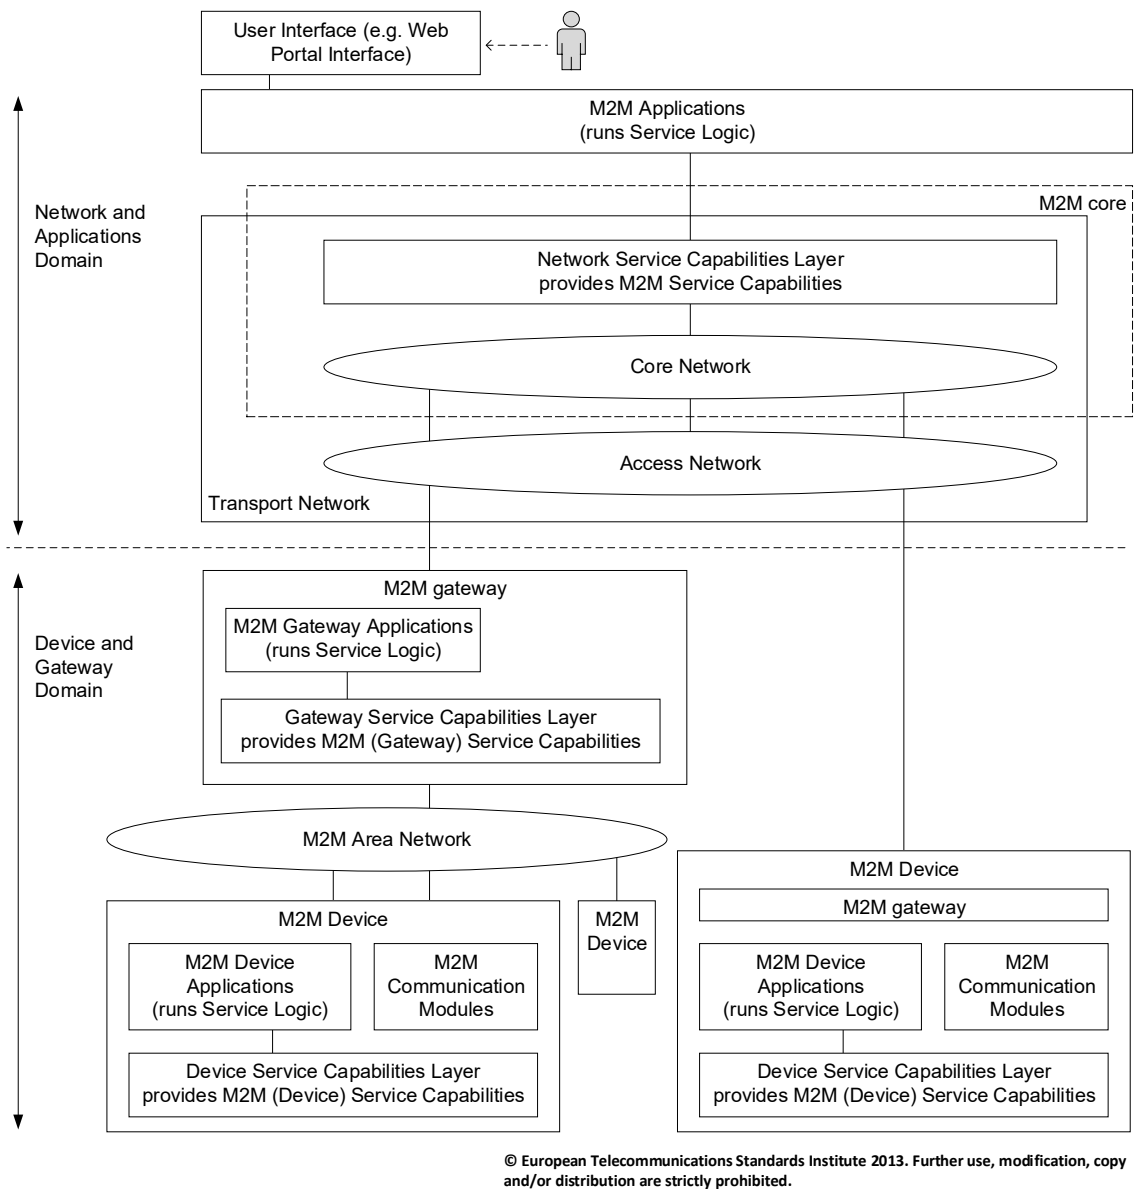 User Interface (e.g. Web
Portal Interface)
M2M Applications
(runs Service Logic)
M2M core
Network and
Applications
Domain
Network Service Capabilities Layer
provides M2M Service Capabilities
Core Network
Access Network
Transport Network
M2M gateway
M2M Gateway Applications
(runs Service Logic)
Device and
Gateway
Domain
Gateway Service Capabilities Layer
provides M2M (Gateway) Service Capabilities
M2M Area Network
M2M Device
M2M Device
Applications
(runs Service Logic)
M2M
Communication
Modules
Device Service Capabilities Layer
provides M2M (Device) Service Capabilities
M2M
Device
M2M Device
M2M gateway
M2M Device
Applications
(runs Service Logic)
M2M
Communication
Modules
Device Service Capabilities Layer
provides M2M (Device) Service Capabilities
© European Telecommunications Standards Institute 2013. Further use, modification, copy
and/or distribution are strictly prohibited.